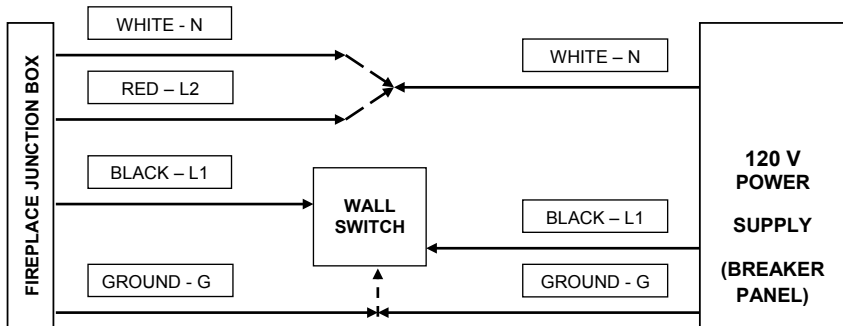 FIREPLACE JUNCTION BOX
WHITE - N
RED – L2
BLACK – L1
GROUND - G
WALL
SWITCH
WHITE – N
BLACK – L1
GROUND - G
120 V
POWER
SUPPLY
(BREAKER
PANEL)